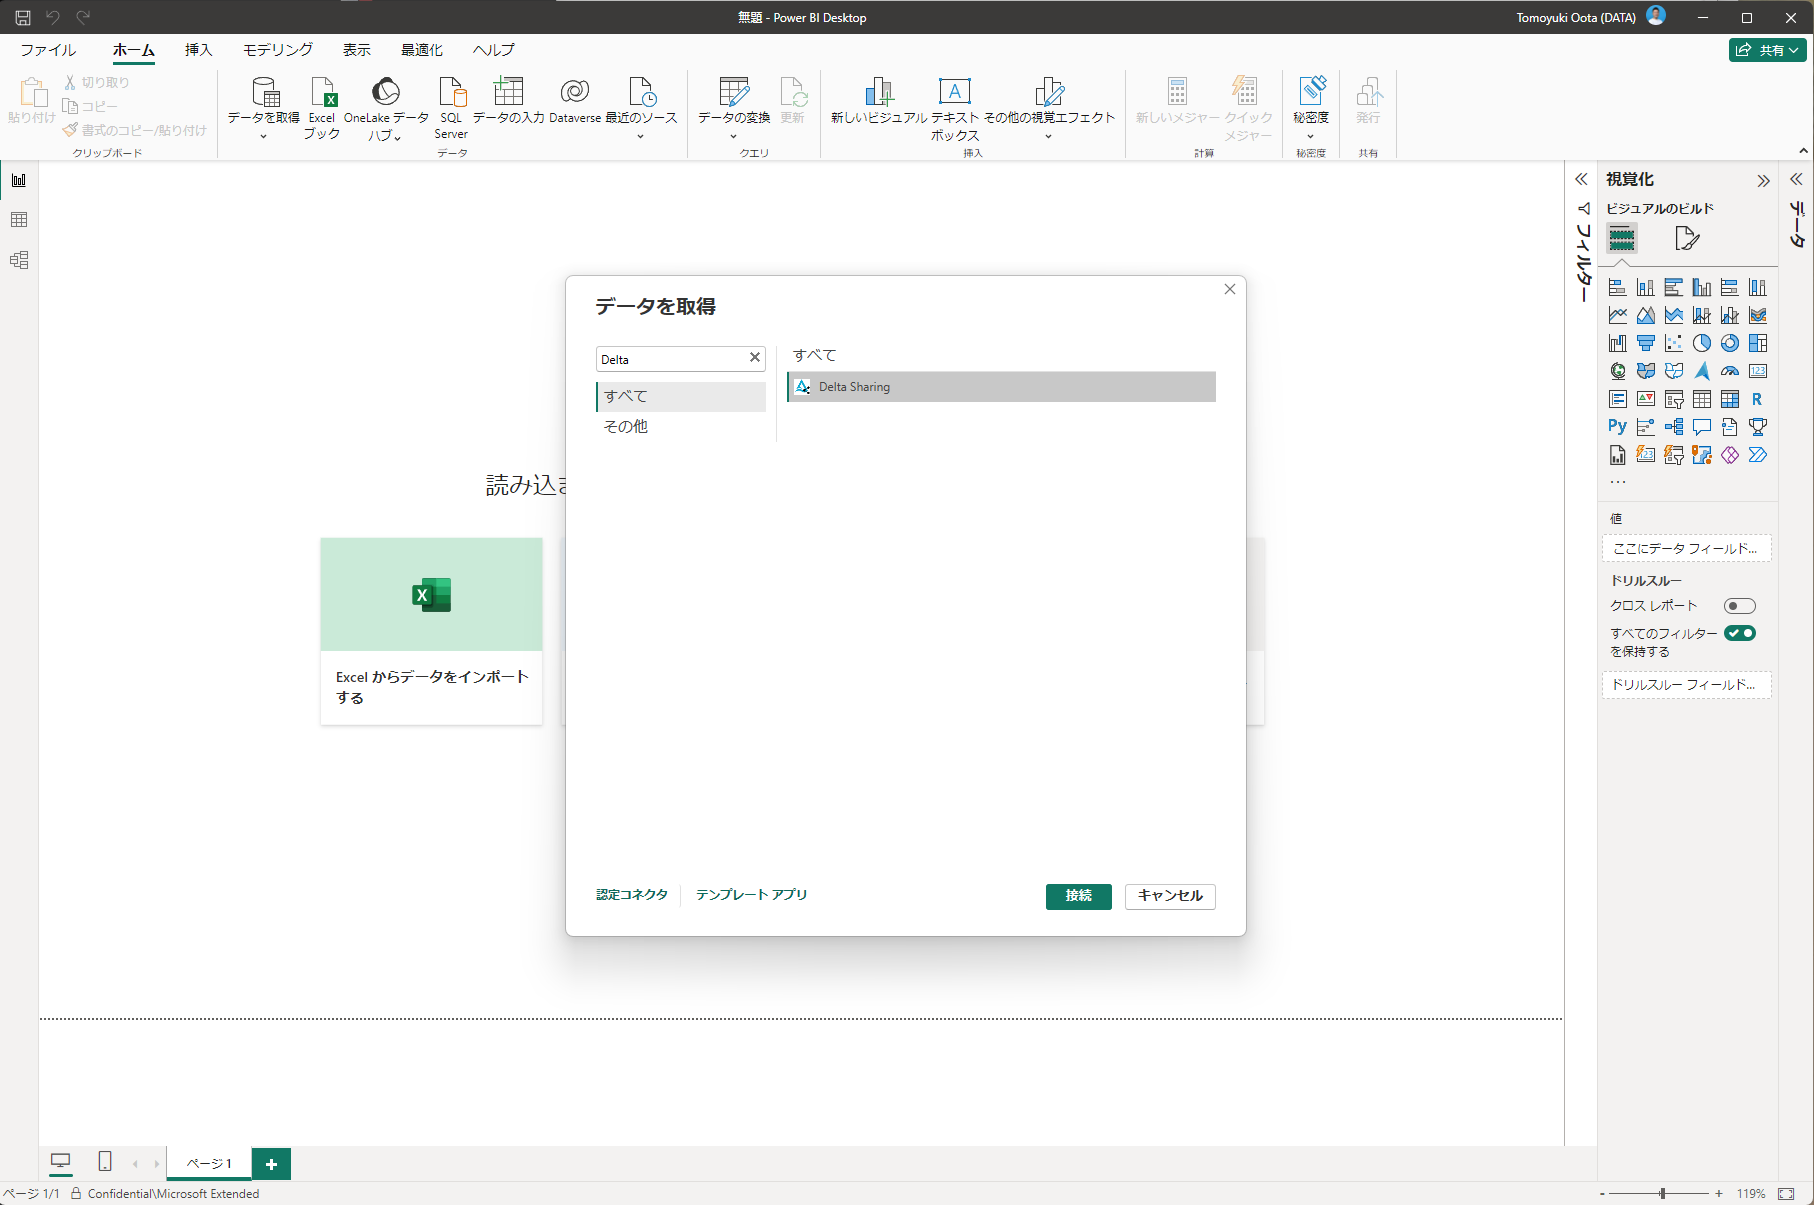 無題 - Power BI Desktop
Tomoyuki Oota (DATA)
ファイル
ホーム
挿入
モデリング
表示
最適化
ヘルプ
共有
貼り付け
切り取り
コピー
書式のコピー/貼り付け
クリップボード
データを取得
Excel
ブック
OneLake データ
ハブ
SQL
Server
データの入力
Dataverse
最近のソース
データ
データの変換
更新
クエリ
新しいビジュアル
テキスト
ボックス
その他の視覚エフェクト
挿入
新しいメジャー
クイック
メジャー
計算
秘密度
秘密度
発行
共有
フィルター
視覚化
ビジュアルのビルド
データ
データを取得
Delta
すべて
その他
すべて
Delta Sharing
認定コネクタ
テンプレート アプリ
接続
キャンセル
読み込
Excel からデータをインポート
する
123
R
Py
123
...
値
ここにデータ フィールド...
ドリルスルー
クロス レポート
すべてのフィルター
を保持する
ドリルスルー フィールド...
ページ 1
+
ページ 1/1
Confidential\Microsoft Extended
- + 119%